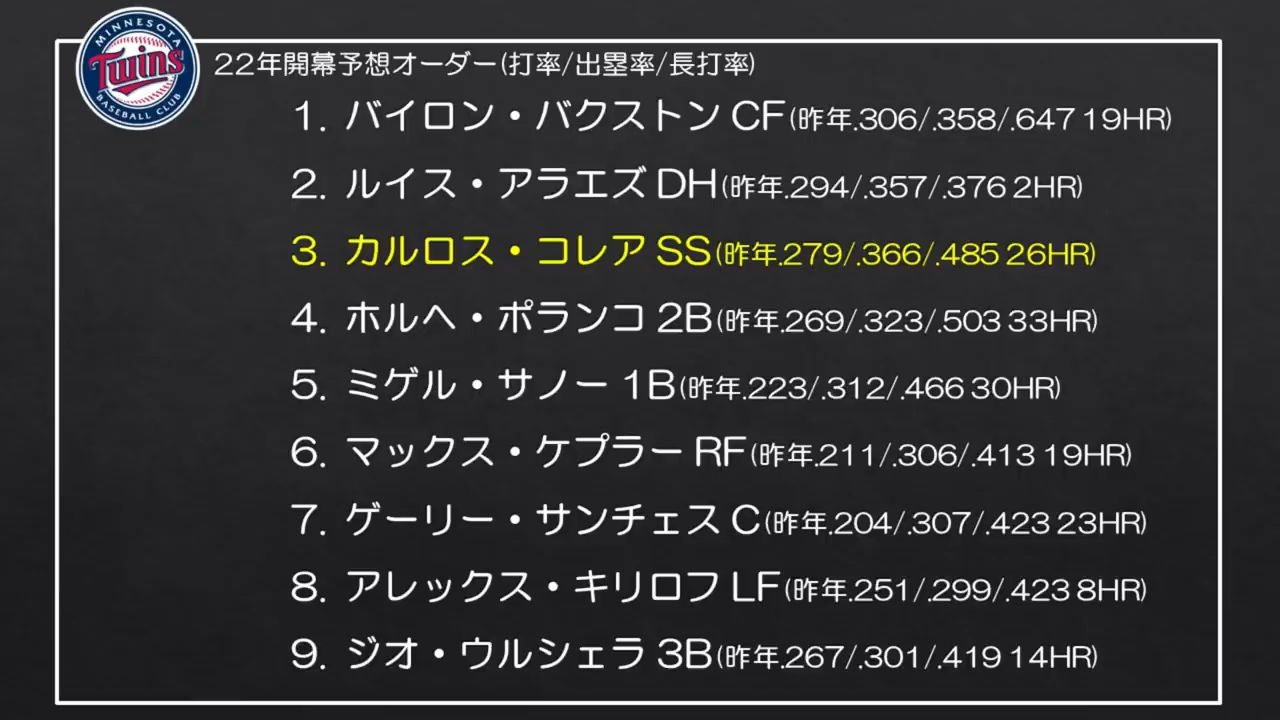 MINNESOTA
Twins
BASEBALL CLUB
22年開幕予想オーダー(打率/出塁率/長打率)
1. バイロン・バクストン CF(昨年.306/.358/.647 19HR)
2. ルイス・アラエズ DH(昨年.294/.357/.376 2HR)
3. カルロス・コレア SS(昨年.279/.366/.485 26HR)
4. ホルヘ・ポランコ 2B(昨年.269/.323/.503 33HR)
5. ミゲル・サノー 1B(昨年.223/.312/.466 30HR)
6. マックス・ケプラー RF(昨年.211/.306/.413 19HR)
7. ゲーリー・サンチェス C(昨年.204/.307/.423 23HR)
8. アレックス・キリロフ LF(昨年.251/.299/.423 8HR)
9. ジオ・ウルシェラ 3B(昨年.267/.301/.419 14HR)